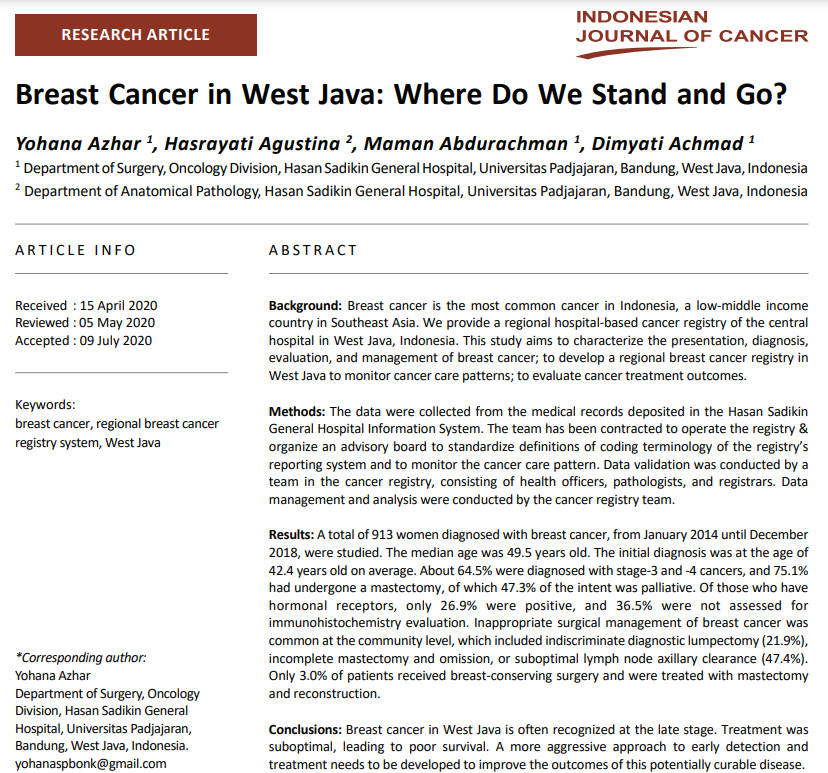 RESEARCH ARTICLE
INDONESIAN
JOURNAL OF CANCER
Breast Cancer in West Java: Where Do We Stand and Go?
Yohana Azhar 1, Hasrayati Agustina 2, Maman Abdurachman 1, Dimyati Achmad 1
1 Department of Surgery, Oncology Division, Hasan Sadikin General Hospital, Universitas Padjajaran, Bandung, West Java, Indonesia
2 Department of Anatomical Pathology, Hasan Sadikin General Hospital, Universitas Padjajaran, Bandung, West Java, Indonesia
ARTICLE INFO
Received : 15 April 2020
Reviewed : 05 May 2020
Accepted : 09 July 2020
Keywords:
breast cancer, regional breast cancer
registry system, West Java
*Corresponding author:
Yohana Azhar
Department of Surgery, Oncology
Division, Hasan Sadikin General
Hospital, Universitas Padjajaran,
Bandung, West Java, Indonesia.
yohanaspbonk@gmail.com
ABSTRACT
Background: Breast cancer is the most common cancer in Indonesia, a low-middle income
country in Southeast Asia. We provide a regional hospital-based cancer registry of the central
hospital in West Java, Indonesia. This study aims to characterize the presentation, diagnosis,
evaluation, and management of breast cancer; to develop a regional breast cancer registry in
West Java to monitor cancer care patterns; to evaluate cancer treatment outcomes.
Methods: The data were collected from the medical records deposited in the Hasan Sadikin
General Hospital Information System. The team has been contracted to operate the registry &
organize an advisory board to standardize definitions of coding terminology of the registry's
reporting system and to monitor the cancer care pattern. Data validation was conducted by a
team in the cancer registry, consisting of health officers, pathologists, and registrars. Data
management and analysis were conducted by the cancer registry team.
Results: A total of 913 women diagnosed with breast cancer, from January 2014 until December
2018, were studied. The median age was 49.5 years old. The initial diagnosis was at the age of
42.4 years old on average. About 64.5% were diagnosed with stage-3 and -4 cancers, and 75.1%
had undergone a mastectomy, of which 47.3% of the intent was palliative. Of those who have
hormonal receptors, only 26.9% were positive, and 36.5% were not assessed for
immunohistochemistry evaluation. Inappropriate surgical management of breast cancer was
common at the community level, which included indiscriminate diagnostic lumpectomy (21.9%),
incomplete mastectomy and omission, or suboptimal lymph node axillary clearance (47.4%).
Only 3.0% of patients received breast-conserving surgery and were treated with mastectomy
and reconstruction.
Conclusions: Breast cancer in West Java is often recognized at the late stage. Treatment was
suboptimal, leading to poor survival. A more aggressive approach to early detection and
treatment needs to be developed to improve the outcomes of this potentially curable disease.